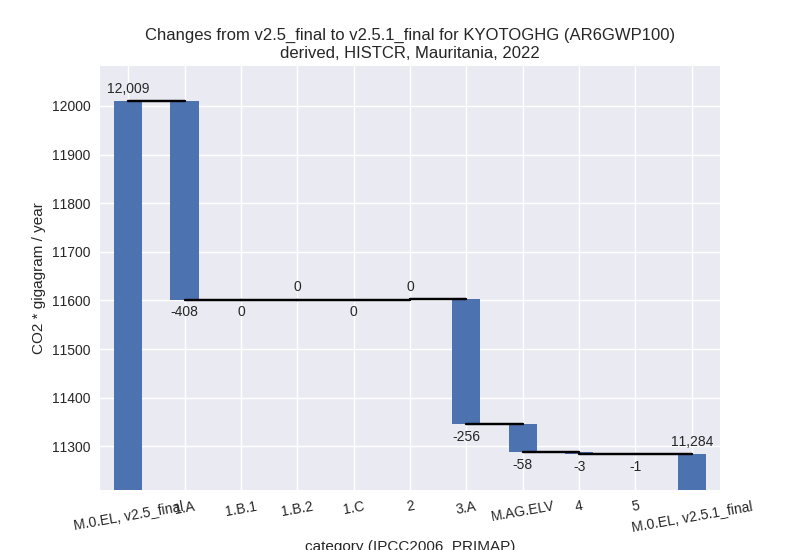 Changes from v2.5_final to v2.5.1_final for KYOTOGHG (AR6GWP100)
derived, HISTCR, Mauritania, 2022
CO2 * gigagram / year
12000
11900
11800
11700
11600
11500
11400
11300
12,009
-408
0
0
0
0
-256
-58
-3
-1
11,284
M.0.EL, v2.5_final
1.A
1.B.1
1.B.2
1.C
2
3.A
M.AG.ELV
4
5
M.0.EL, v2.5.1_final
category (IPCC2006_PRIMAP)